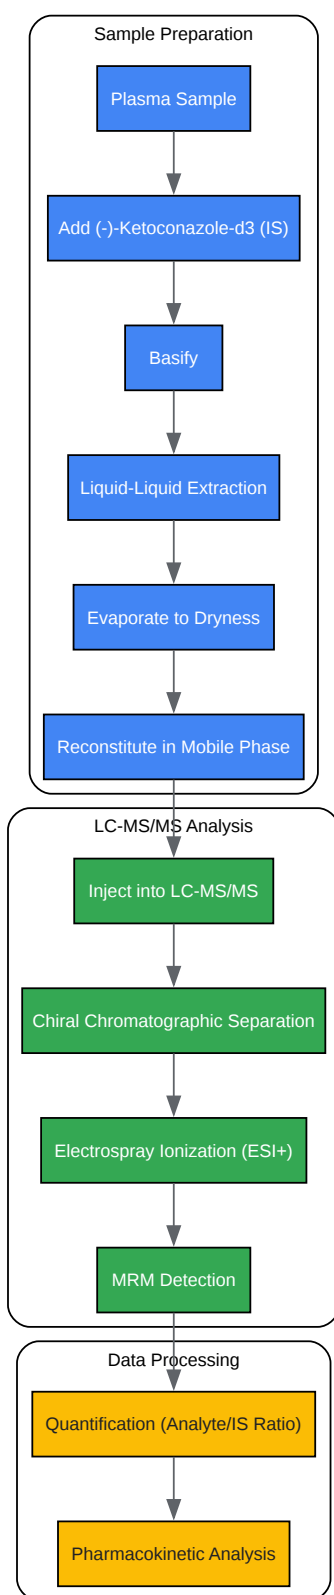 Sample Preparation
Plasma Sample
Add (-)-Ketoconazole-d3 (IS)
Basify
Liquid-Liquid Extraction
Evaporate to Dryness
Reconstitute in Mobile Phase
LC-MS/MS Analysis
Inject into LC-MS/MS
Chiral Chromatographic Separation
Electrospray Ionization (ESI+)
MRM Detection
Data Processing
Quantification (Analyte/IS Ratio)
Pharmacokinetic Analysis